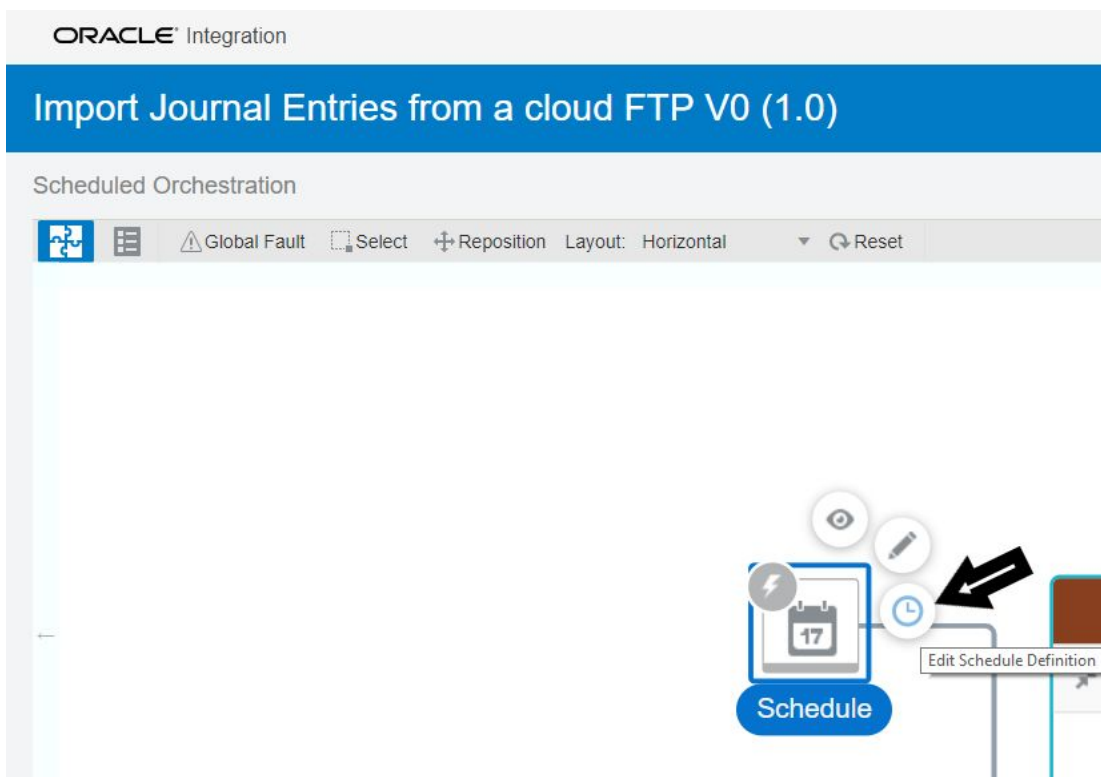 ORACLE® Integration
Import Journal Entries from a cloud FTP V0 (1.0)
Scheduled Orchestration
Global Fault Select Reposition Layout: Horizontal Reset
17
Edit Schedule Definition
Schedule